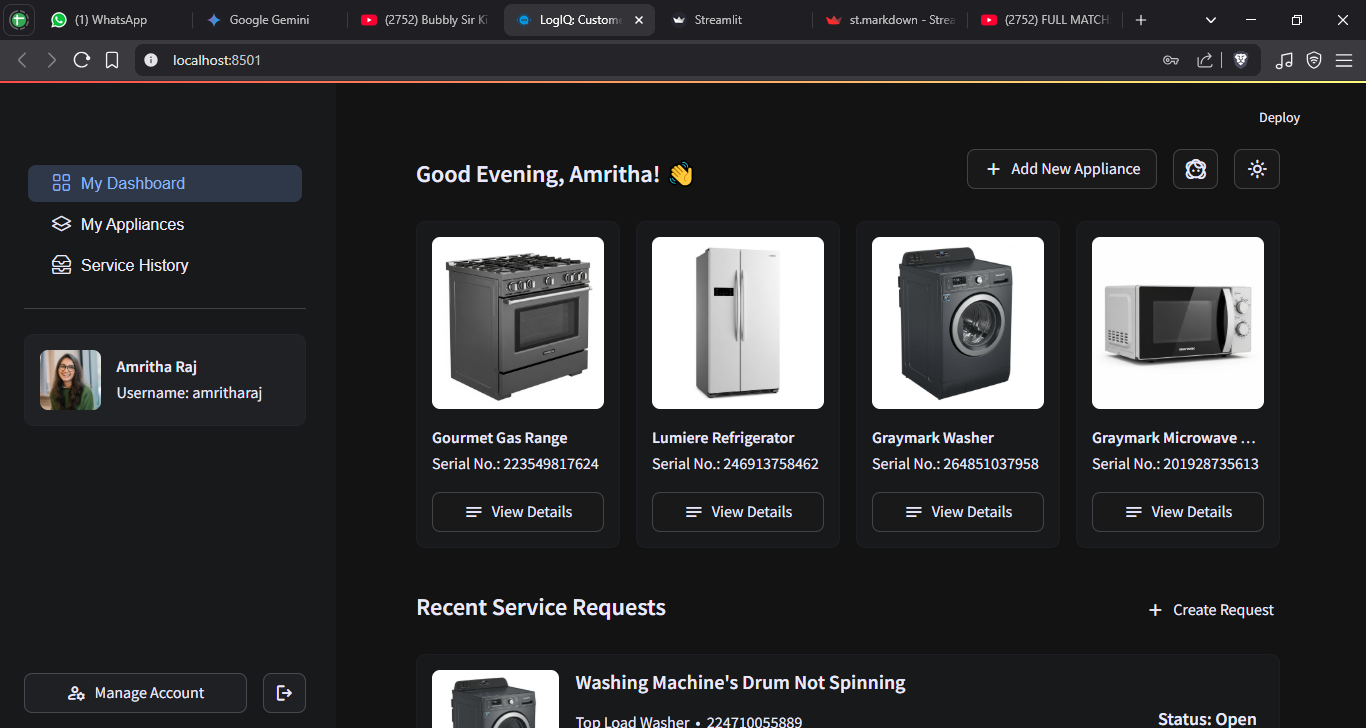 (1) WhatsApp
Google Gemini
(2752) Bubbly Sir Ki
LogIQ: Custome
Streamlit
st.markdown - Strea
(2752) FULL MATCH:
localhost:8501
Deploy
My Dashboard
My Appliances
Service History
Amritha Raj
Username: amritharaj
Manage Account
Good Evening, Amritha! 👋
Add New Appliance
Gourmet Gas Range
Serial No.: 223549817624
View Details
Lumiere Refrigerator
Serial No.: 246913758462
View Details
Graymark Washer
Serial No.: 264851037958
View Details
Graymark Microwave ...
Serial No.: 201928735613
View Details
Recent Service Requests
Create Request
Washing Machine's Drum Not Spinning
Top Load Washer • 224710055889
Status: Open